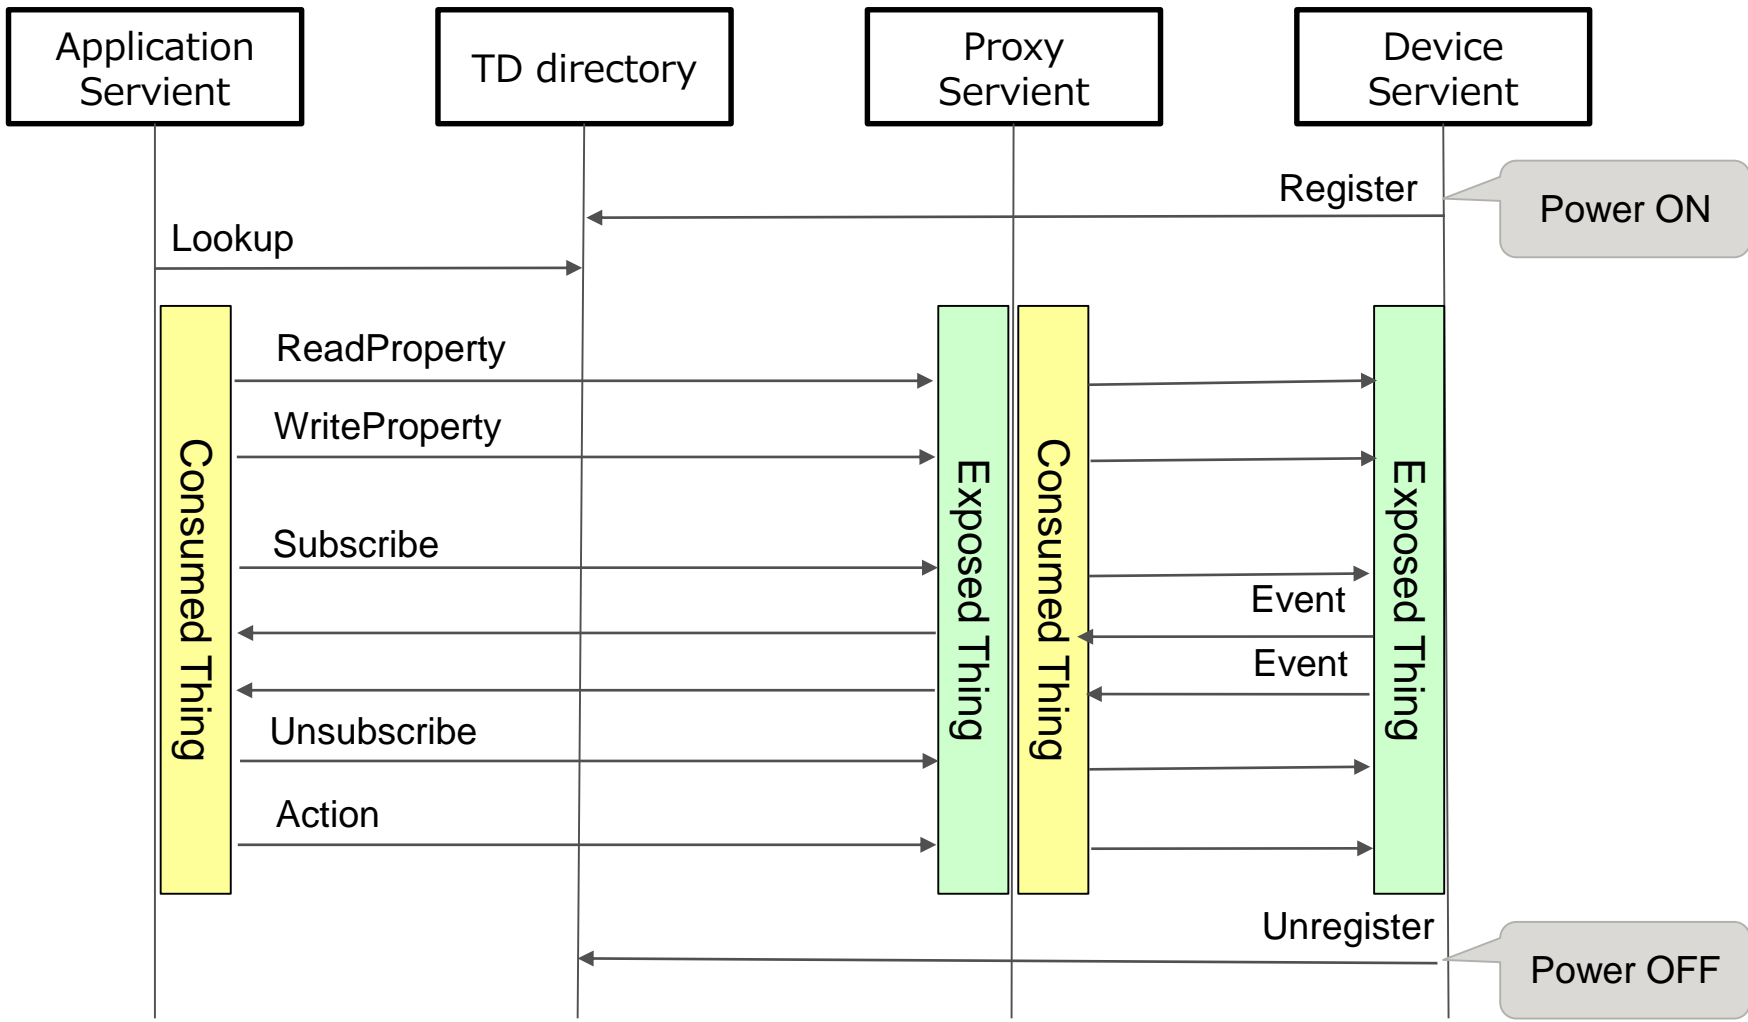 Application
Servient
TD directory
Proxy
Servient
Device
Servient
Register
Power ON
Lookup
ReadProperty
WriteProperty
Subscribe
Event
Event
Unsubscribe
Action
Consumed Thing
Exposed Thing
Consumed Thing
Exposed Thing
Unregister
Power OFF